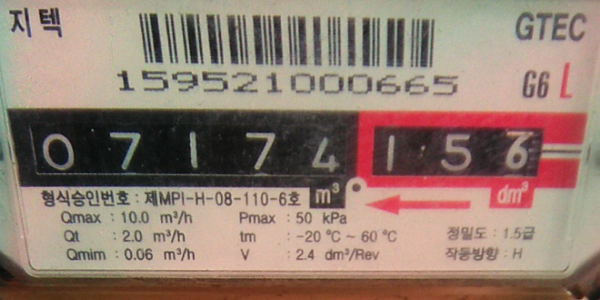 지텍 GTEC
159521000665
G6 L
07174 156
형식승인번호 : 제MPI-H-08-110-6호 m³ dm³
Qmax : 10.0 m³/h Pmax : 50 kPa
Qt : 2.0 m³/h tm : -20 °C ~ 60 °C 정밀도 : 1.5급
Qmim : 0.06 m³/h V : 2.4 dm³/Rev 작동방향 : H